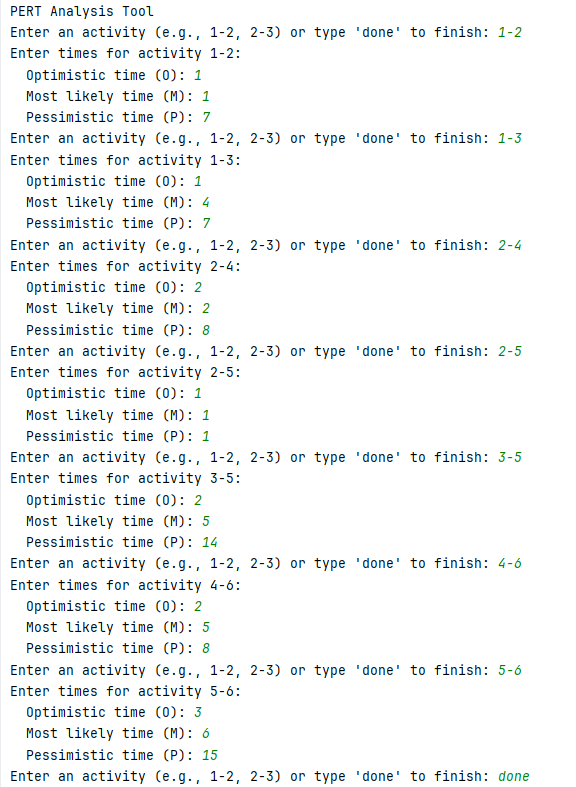 PERT Analysis Tool
Enter an activity (e.g., 1-2, 2-3) or type 'done' to finish: 1-2
Enter times for activity 1-2:
  Optimistic time (O): 1
  Most likely time (M): 1
  Pessimistic time (P): 7
Enter an activity (e.g., 1-2, 2-3) or type 'done' to finish: 1-3
Enter times for activity 1-3:
  Optimistic time (O): 1
  Most likely time (M): 4
  Pessimistic time (P): 7
Enter an activity (e.g., 1-2, 2-3) or type 'done' to finish: 2-4
Enter times for activity 2-4:
  Optimistic time (O): 2
  Most likely time (M): 2
  Pessimistic time (P): 8
Enter an activity (e.g., 1-2, 2-3) or type 'done' to finish: 2-5
Enter times for activity 2-5:
  Optimistic time (O): 1
  Most likely time (M): 1
  Pessimistic time (P): 1
Enter an activity (e.g., 1-2, 2-3) or type 'done' to finish: 3-5
Enter times for activity 3-5:
  Optimistic time (O): 2
  Most likely time (M): 5
  Pessimistic time (P): 14
Enter an activity (e.g., 1-2, 2-3) or type 'done' to finish: 4-6
Enter times for activity 4-6:
  Optimistic time (O): 2
  Most likely time (M): 5
  Pessimistic time (P): 8
Enter an activity (e.g., 1-2, 2-3) or type 'done' to finish: 5-6
Enter times for activity 5-6:
  Optimistic time (O): 3
  Most likely time (M): 6
  Pessimistic time (P): 15
Enter an activity (e.g., 1-2, 2-3) or type 'done' to finish: done